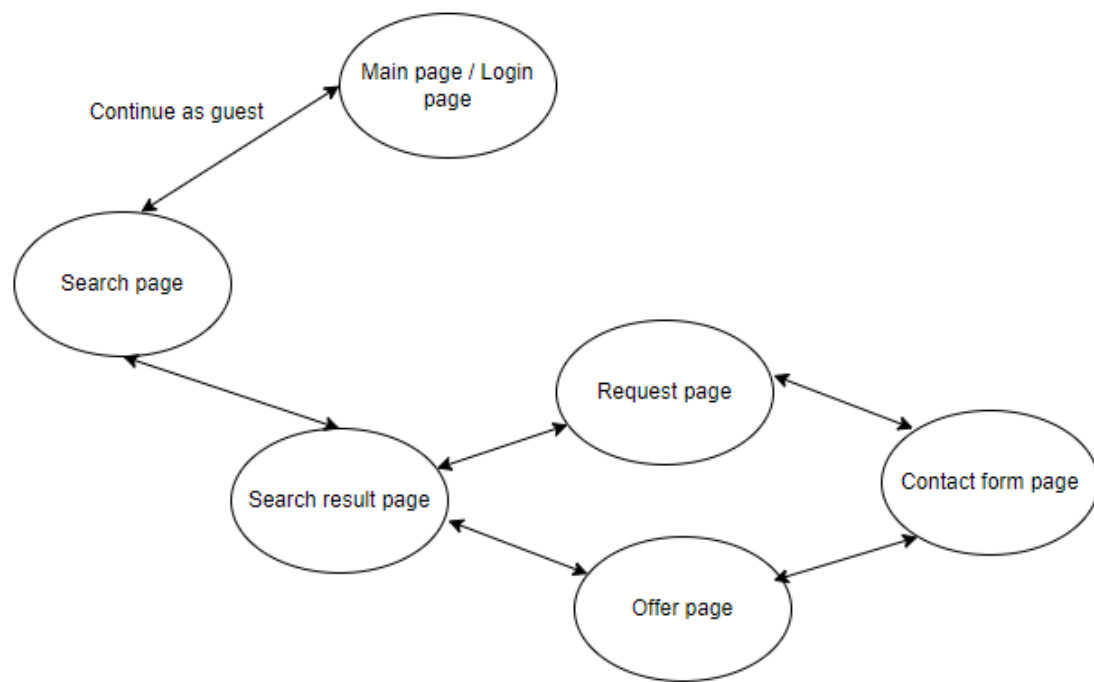 Main page / Login
page
Continue as guest
Search page
Request page
Contact form page
Search result page
Offer page